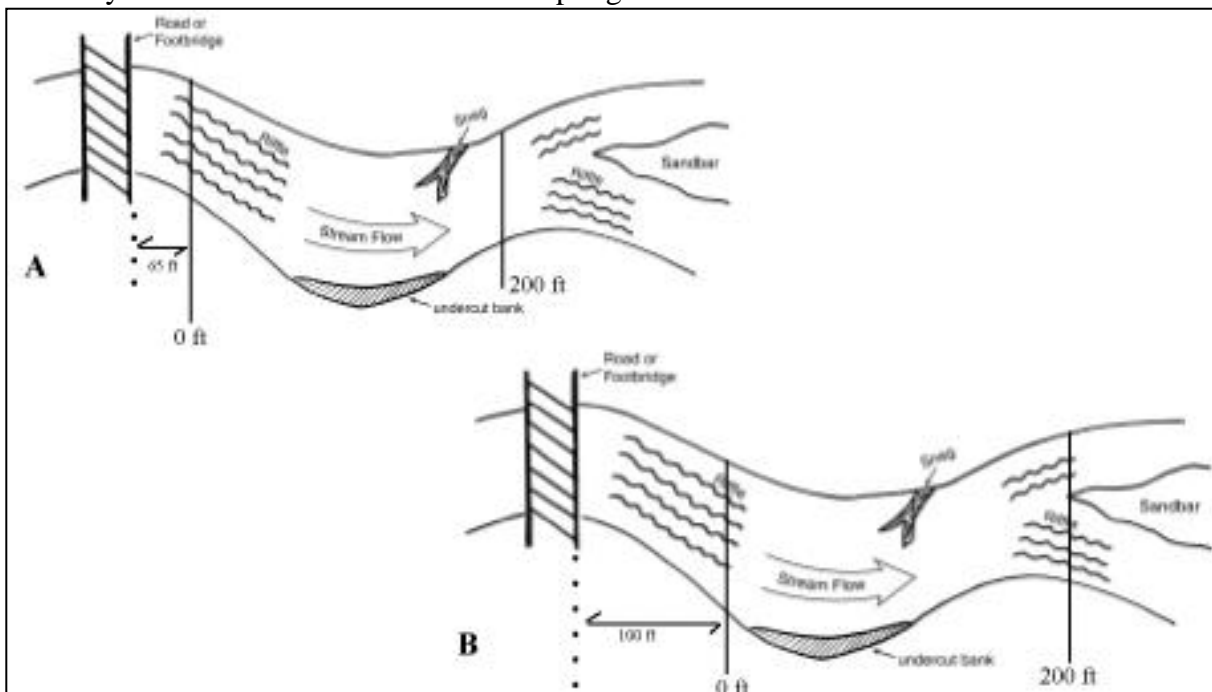 Road or
Footbridge
Snag
Riffle
Sandbar
Riffle
Stream Flow
A
65 ft
200 ft
undercut bank
0 ft
Road or
Footbridge
Snag
Riffle
Sandbar
Riffle
Stream Flow
B
100 ft
undercut bank
0 ft
200 ft